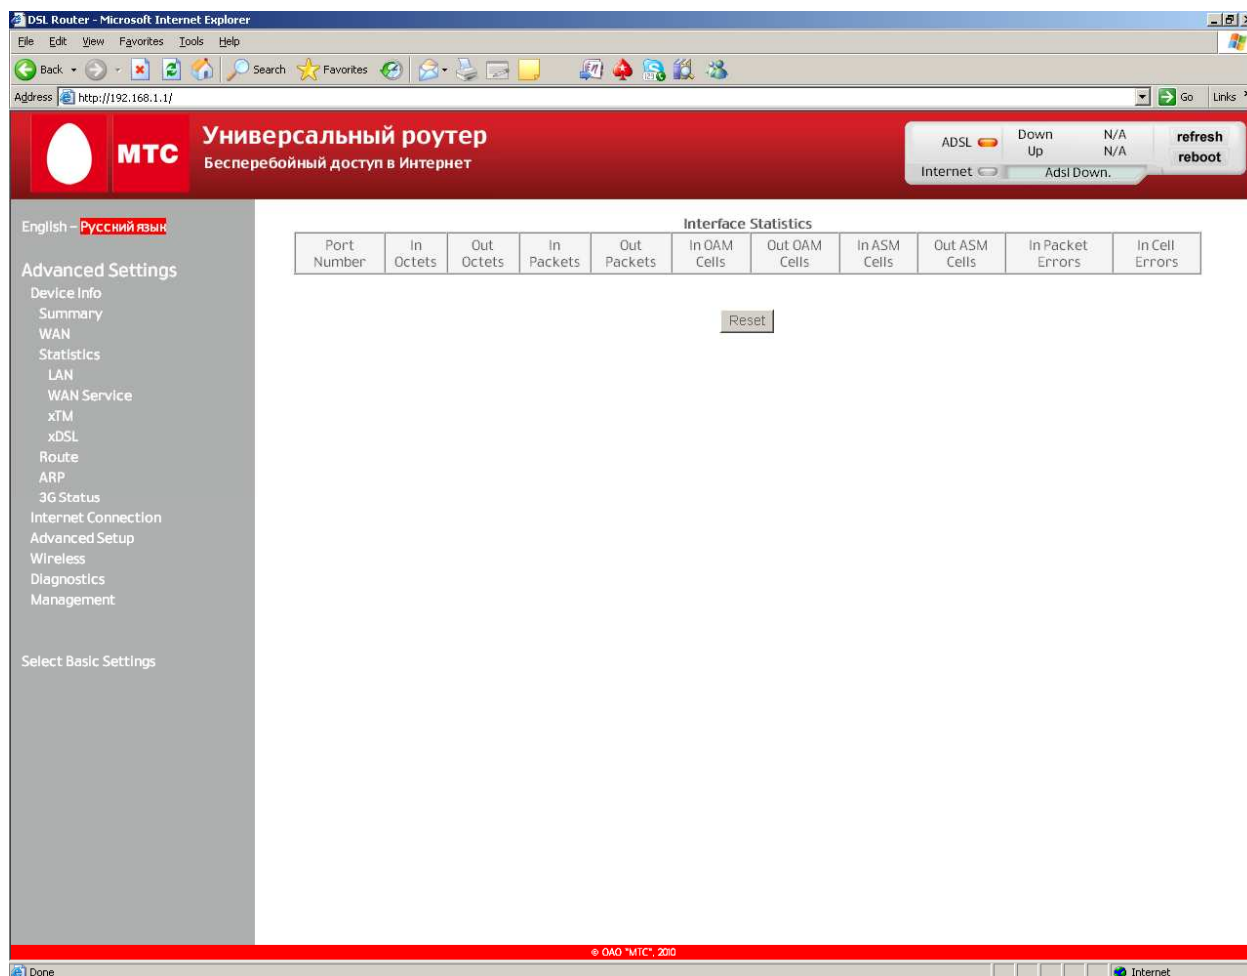 DSL Router - Microsoft Internet Explorer
File Edit View Favorites Tools Help
Back Search Favorites
Address http://192.168.1.1/ Go Links
МТС
Универсальный роутер
Бесперебойный доступ в Интернет
ADSL Down N/A refresh
Up N/A reboot
Internet Adsl Down.
English – Русский язык
Advanced Settings
Device Info
Summary
WAN
Statistics
LAN
WAN Service
xTM
xDSL
Route
ARP
3G Status
Internet Connection
Advanced Setup
Wireless
Diagnostics
Management
Select Basic Settings
Interface Statistics
Port In Out In Out In OAM Out OAM In ASM Out ASM In Packet In Cell
Number Octets Octets Packets Packets Cells Cells Cells Cells Errors Errors
Reset
© ОАО "МТС", 2010
Done Internet